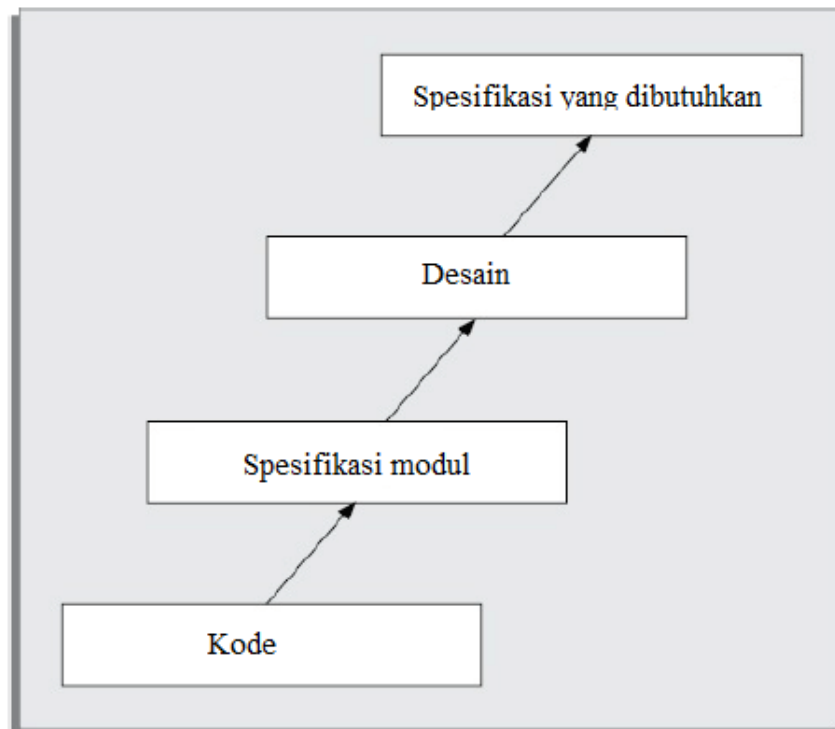 Spesifikasi yang dibutuhkan
Desain
Spesifikasi modul
Kode